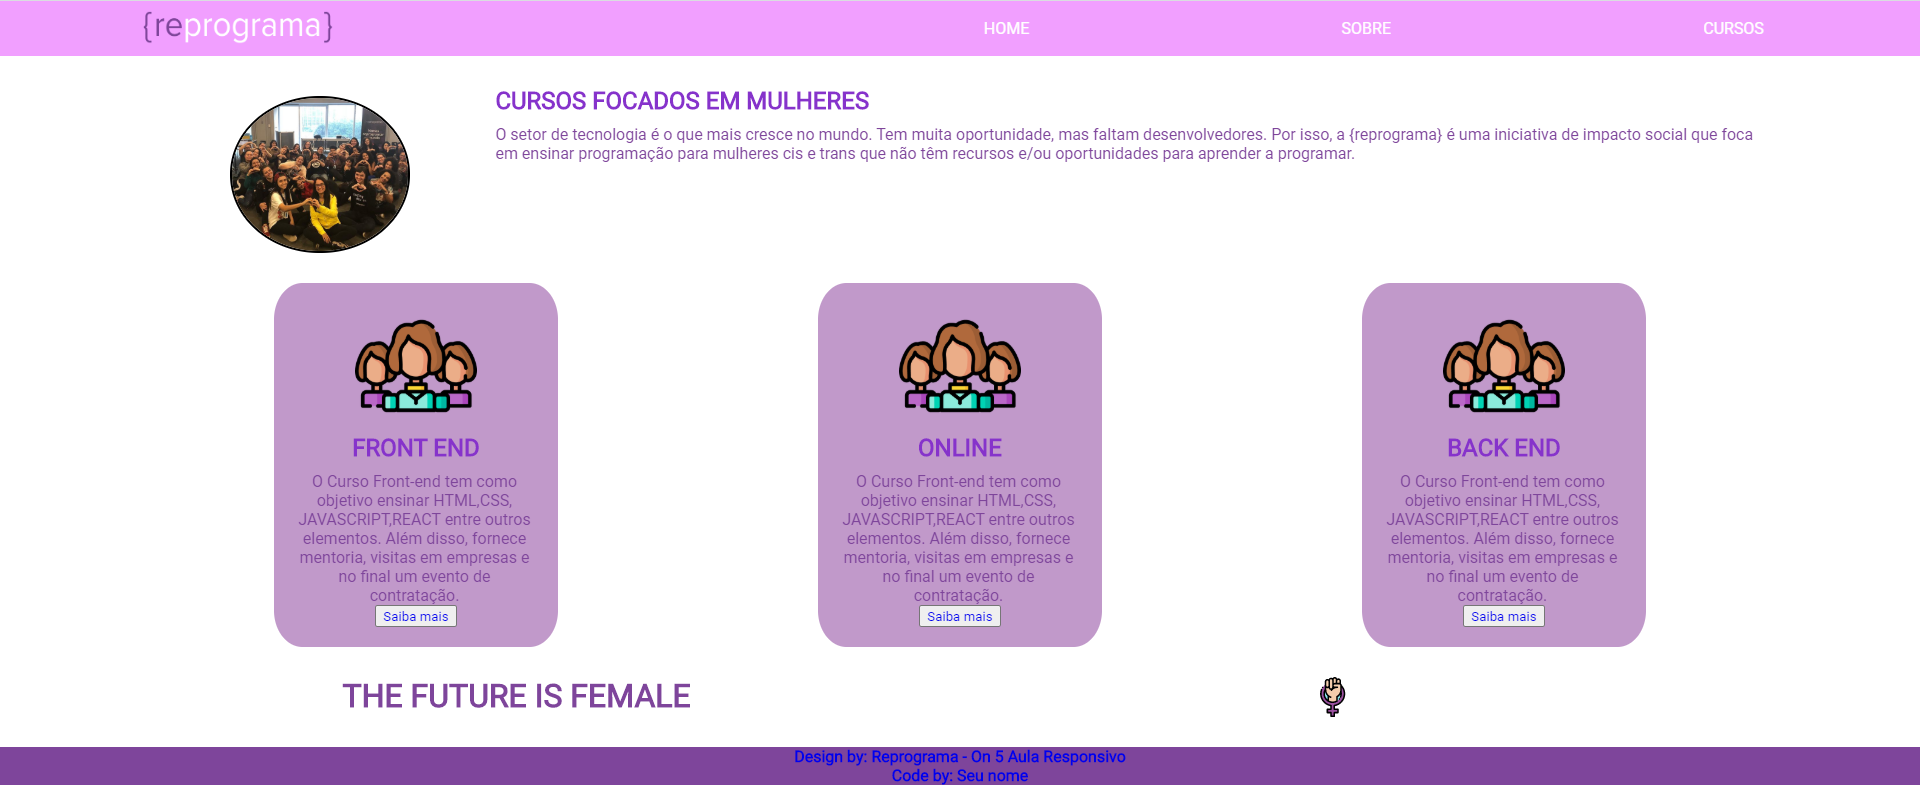 {reprograma}
HOME
SOBRE
CURSOS
CURSOS FOCADOS EM MULHERES
O setor de tecnologia é o que mais cresce no mundo. Tem muita oportunidade, mas faltam desenvolvedores. Por isso, a {reprograma} é uma iniciativa de impacto social que foca
em ensinar programação para mulheres cis e trans que não têm recursos e/ou oportunidades para aprender a programar.
FRONT END
O Curso Front-end tem como
objetivo ensinar HTML,CSS,
JAVASCRIPT,REACT entre outros
elementos. Além disso, fornece
mentoria, visitas em empresas e
no final um evento de
contratação.
Saiba mais
ONLINE
O Curso Front-end tem como
objetivo ensinar HTML,CSS,
JAVASCRIPT,REACT entre outros
elementos. Além disso, fornece
mentoria, visitas em empresas e
no final um evento de
contratação.
Saiba mais
BACK END
O Curso Front-end tem como
objetivo ensinar HTML,CSS,
JAVASCRIPT,REACT entre outros
elementos. Além disso, fornece
mentoria, visitas em empresas e
no final um evento de
contratação.
Saiba mais
THE FUTURE IS FEMALE
Design by: Reprograma - On 5 Aula Responsivo
Code by: Seu nome